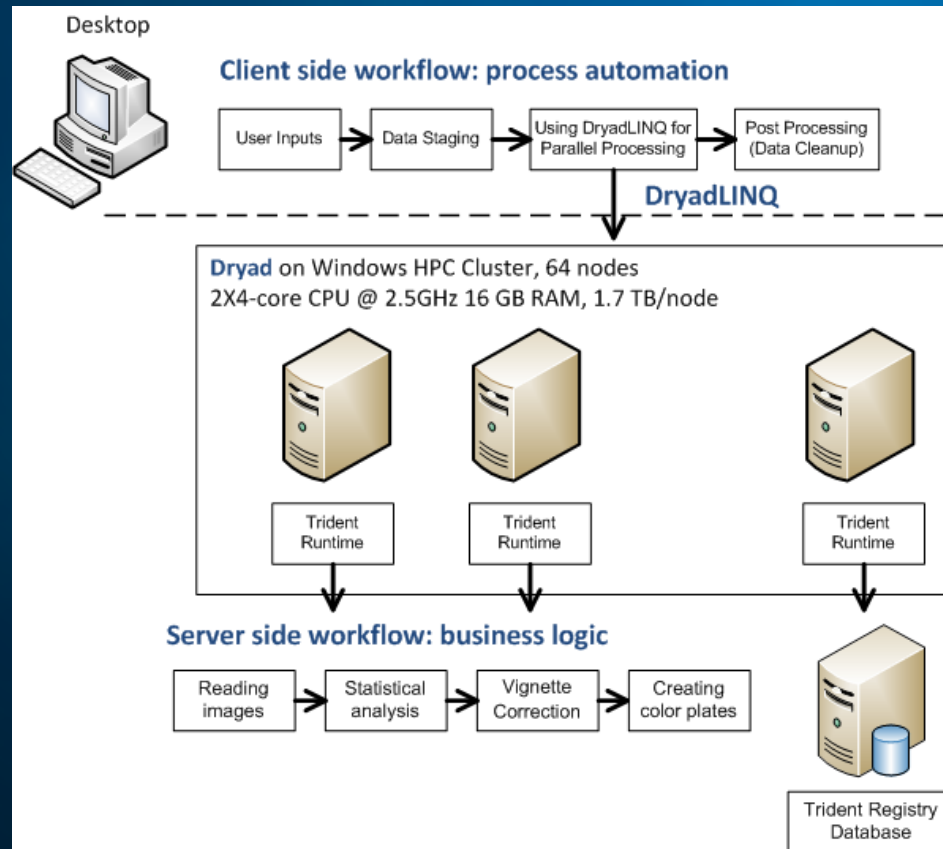 Desktop
Client side workflow: process automation
User Inputs
Data Staging
Using DryadLINQ for
Parallel Processing
Post Processing
(Data Cleanup)
DryadLINQ
Dryad on Windows HPC Cluster, 64 nodes
2X4-core CPU @ 2.5GHz 16 GB RAM, 1.7 TB/node
Trident
Runtime
Trident
Runtime
Trident
Runtime
Server side workflow: business logic
Reading
images
Statistical
analysis
Vignette
Correction
Creating
color plates
Trident Registry
Database